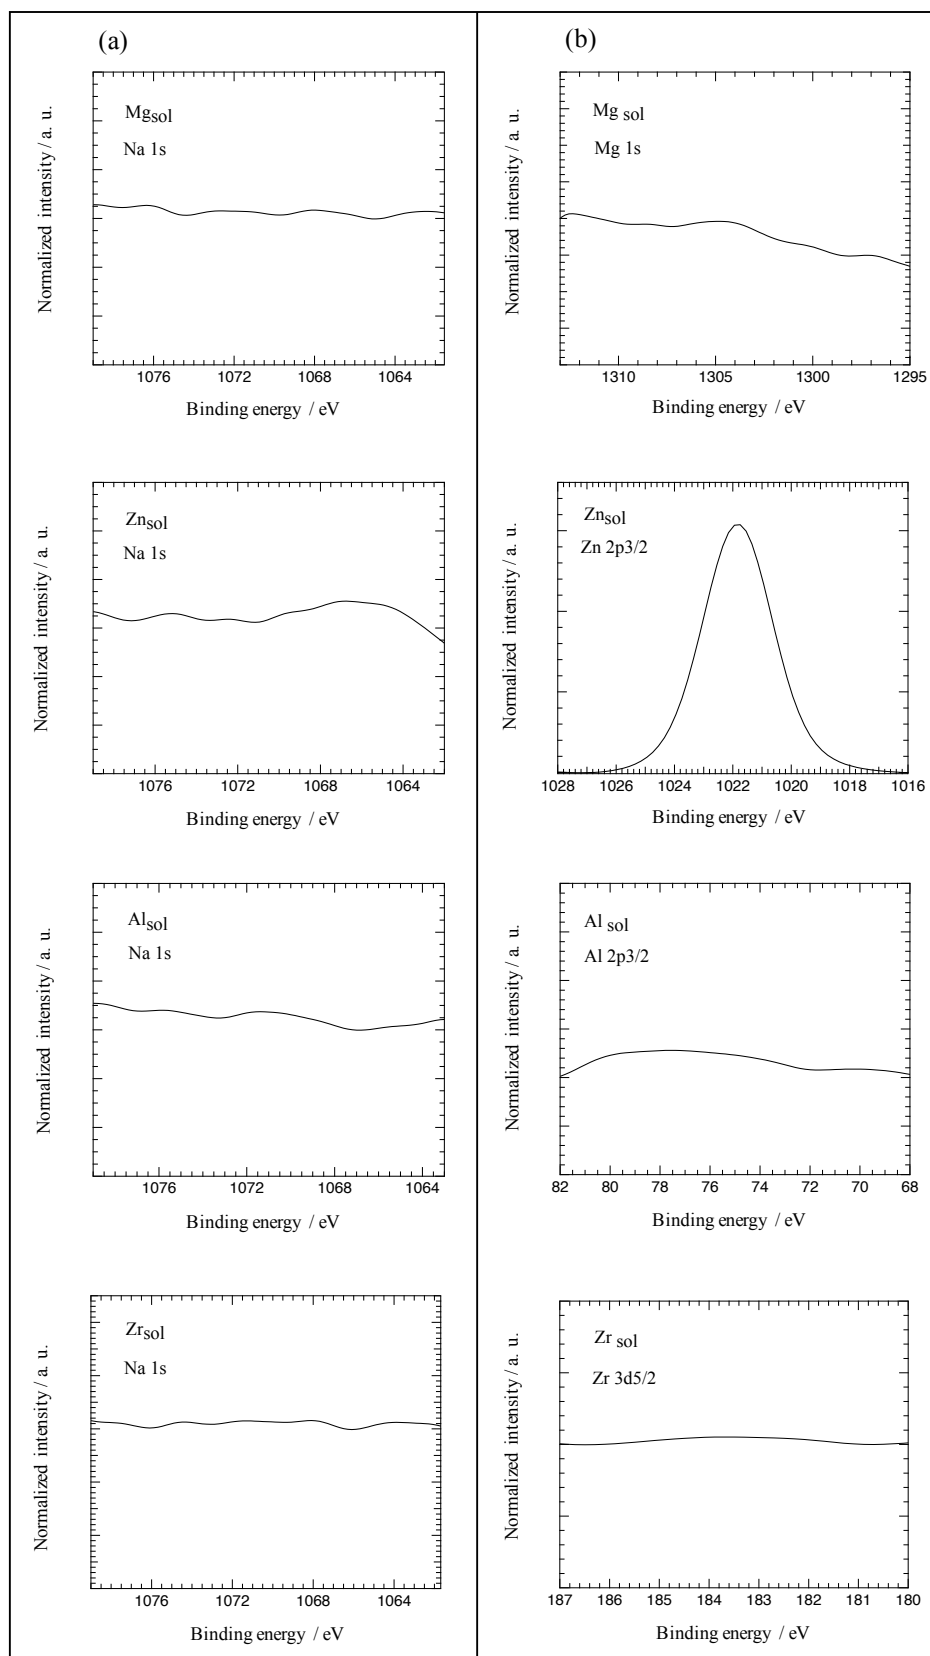 (a)
Normalized intensity / a. u.
Mgsol
Na 1s
1076 1072 1068 1064
Binding energy / eV
Normalized intensity / a. u.
Znsol
Na 1s
1076 1072 1068 1064
Binding energy / eV
Normalized intensity / a. u.
Alsol
Na 1s
1076 1072 1068 1064
Binding energy / eV
Normalized intensity / a. u.
Zrsol
Na 1s
1076 1072 1068 1064
Binding energy / eV
(b)
Normalized intensity / a. u.
Mg sol
Mg 1s
1310 1305 1300 1295
Binding energy / eV
Normalized intensity / a. u.
Znsol
Zn 2p3/2
1028 1026 1024 1022 1020 1018 1016
Binding energy / eV
Normalized intensity / a. u.
Al sol
Al 2p3/2
82 80 78 76 74 72 70 68
Binding energy / eV
Normalized intensity / a. u.
Zr sol
Zr 3d5/2
187 186 185 184 183 182 181 180
Binding energy / eV